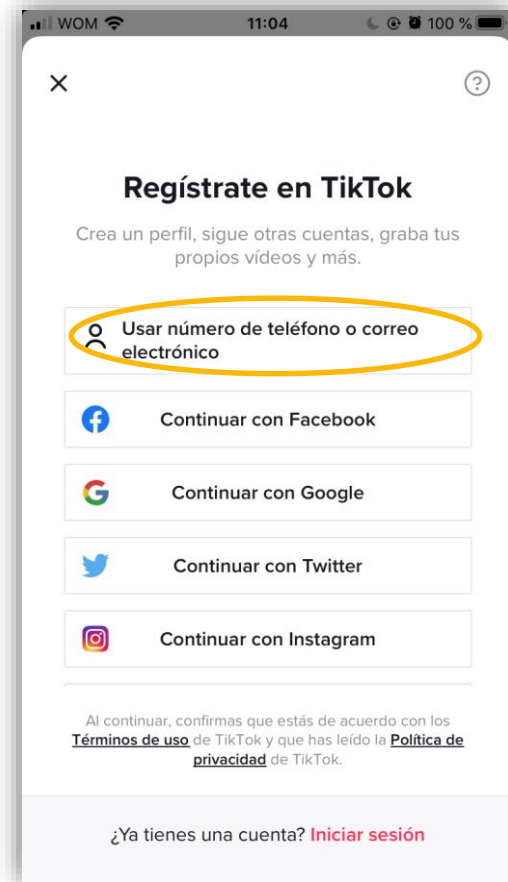 WOM 11:04 100 %
Regístrate en TikTok
Crea un perfil, sigue otras cuentas, graba tus
propios vídeos y más.
Usar número de teléfono o correo
electrónico
Continuar con Facebook
Continuar con Google
Continuar con Twitter
Continuar con Instagram
Al continuar, confirmas que estás de acuerdo con los
Términos de uso de TikTok y que has leído la Política de
privacidad de TikTok.
¿Ya tienes una cuenta? Iniciar sesión